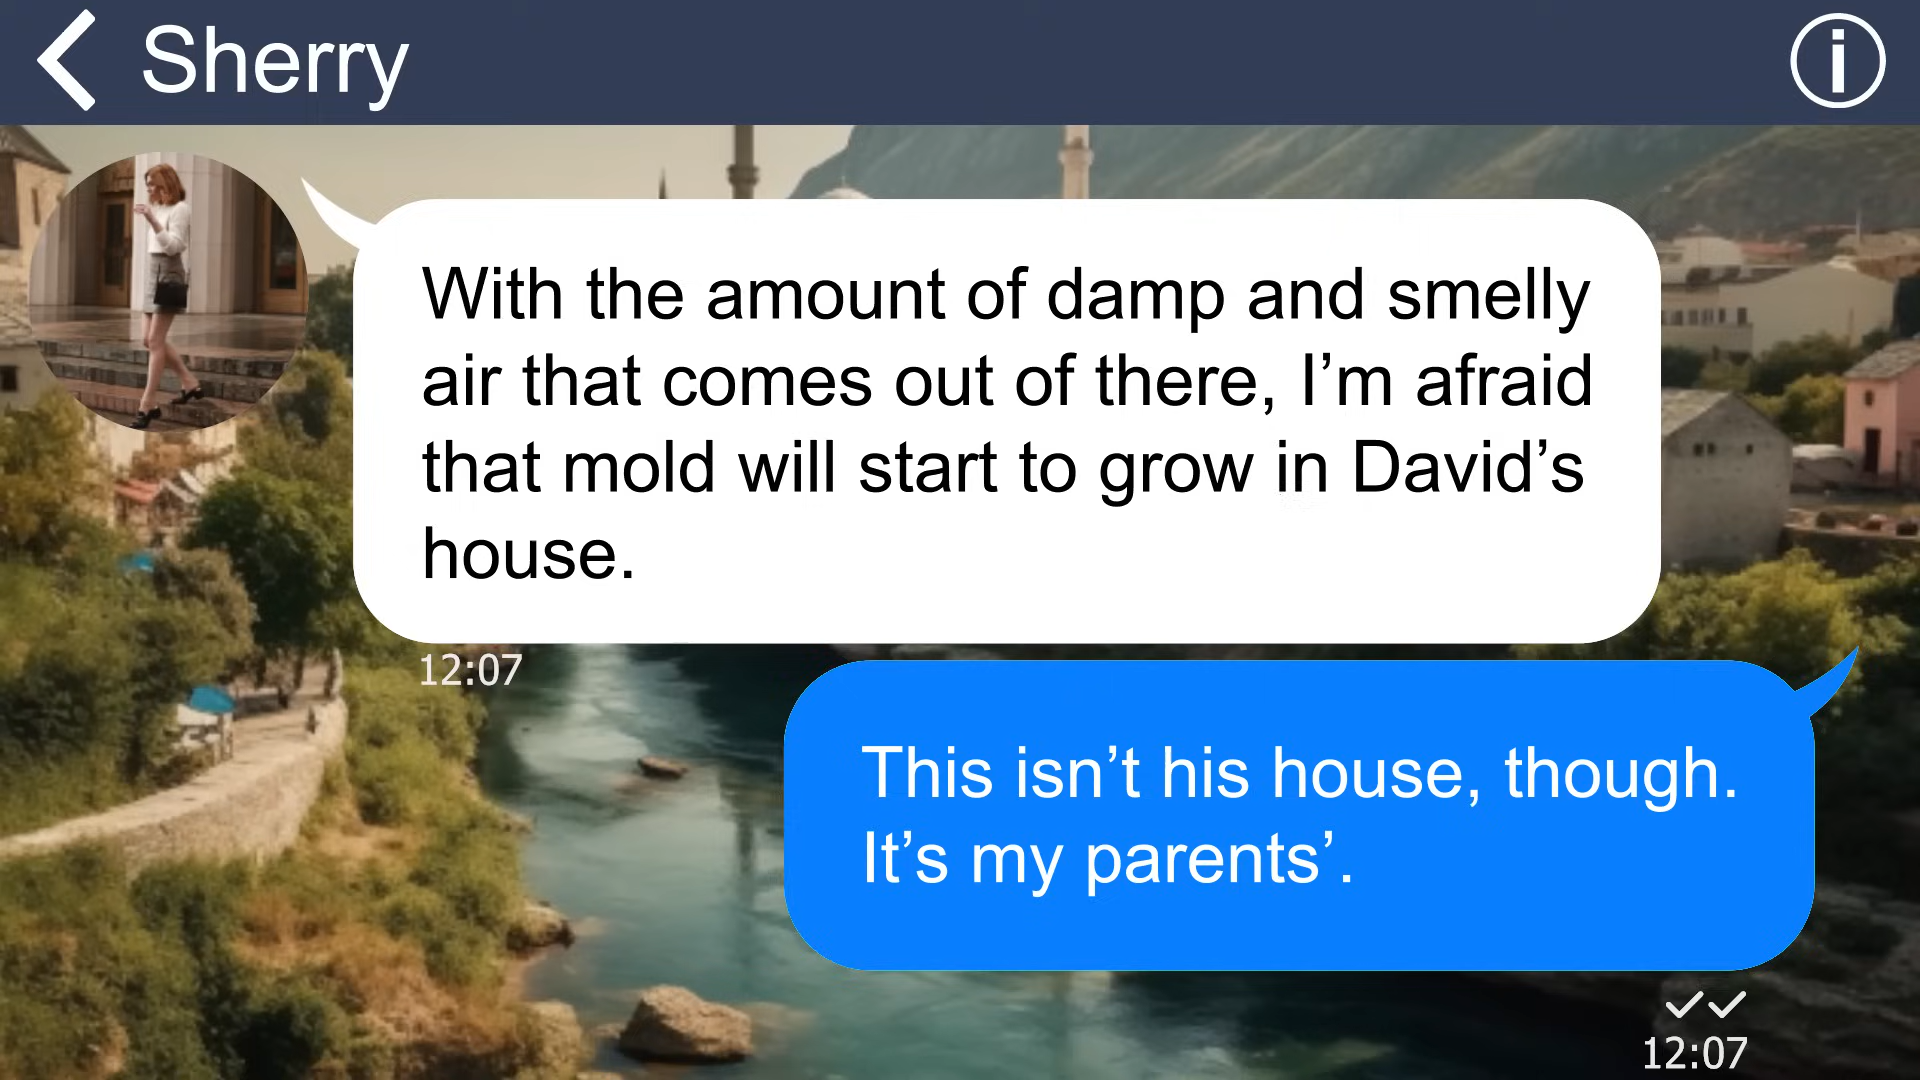 Sherry
With the amount of damp and smelly
air that comes out of there, I’m afraid
that mold will start to grow in David’s
house.
12:07
This isn’t his house, though.
It’s my parents’.
12:07